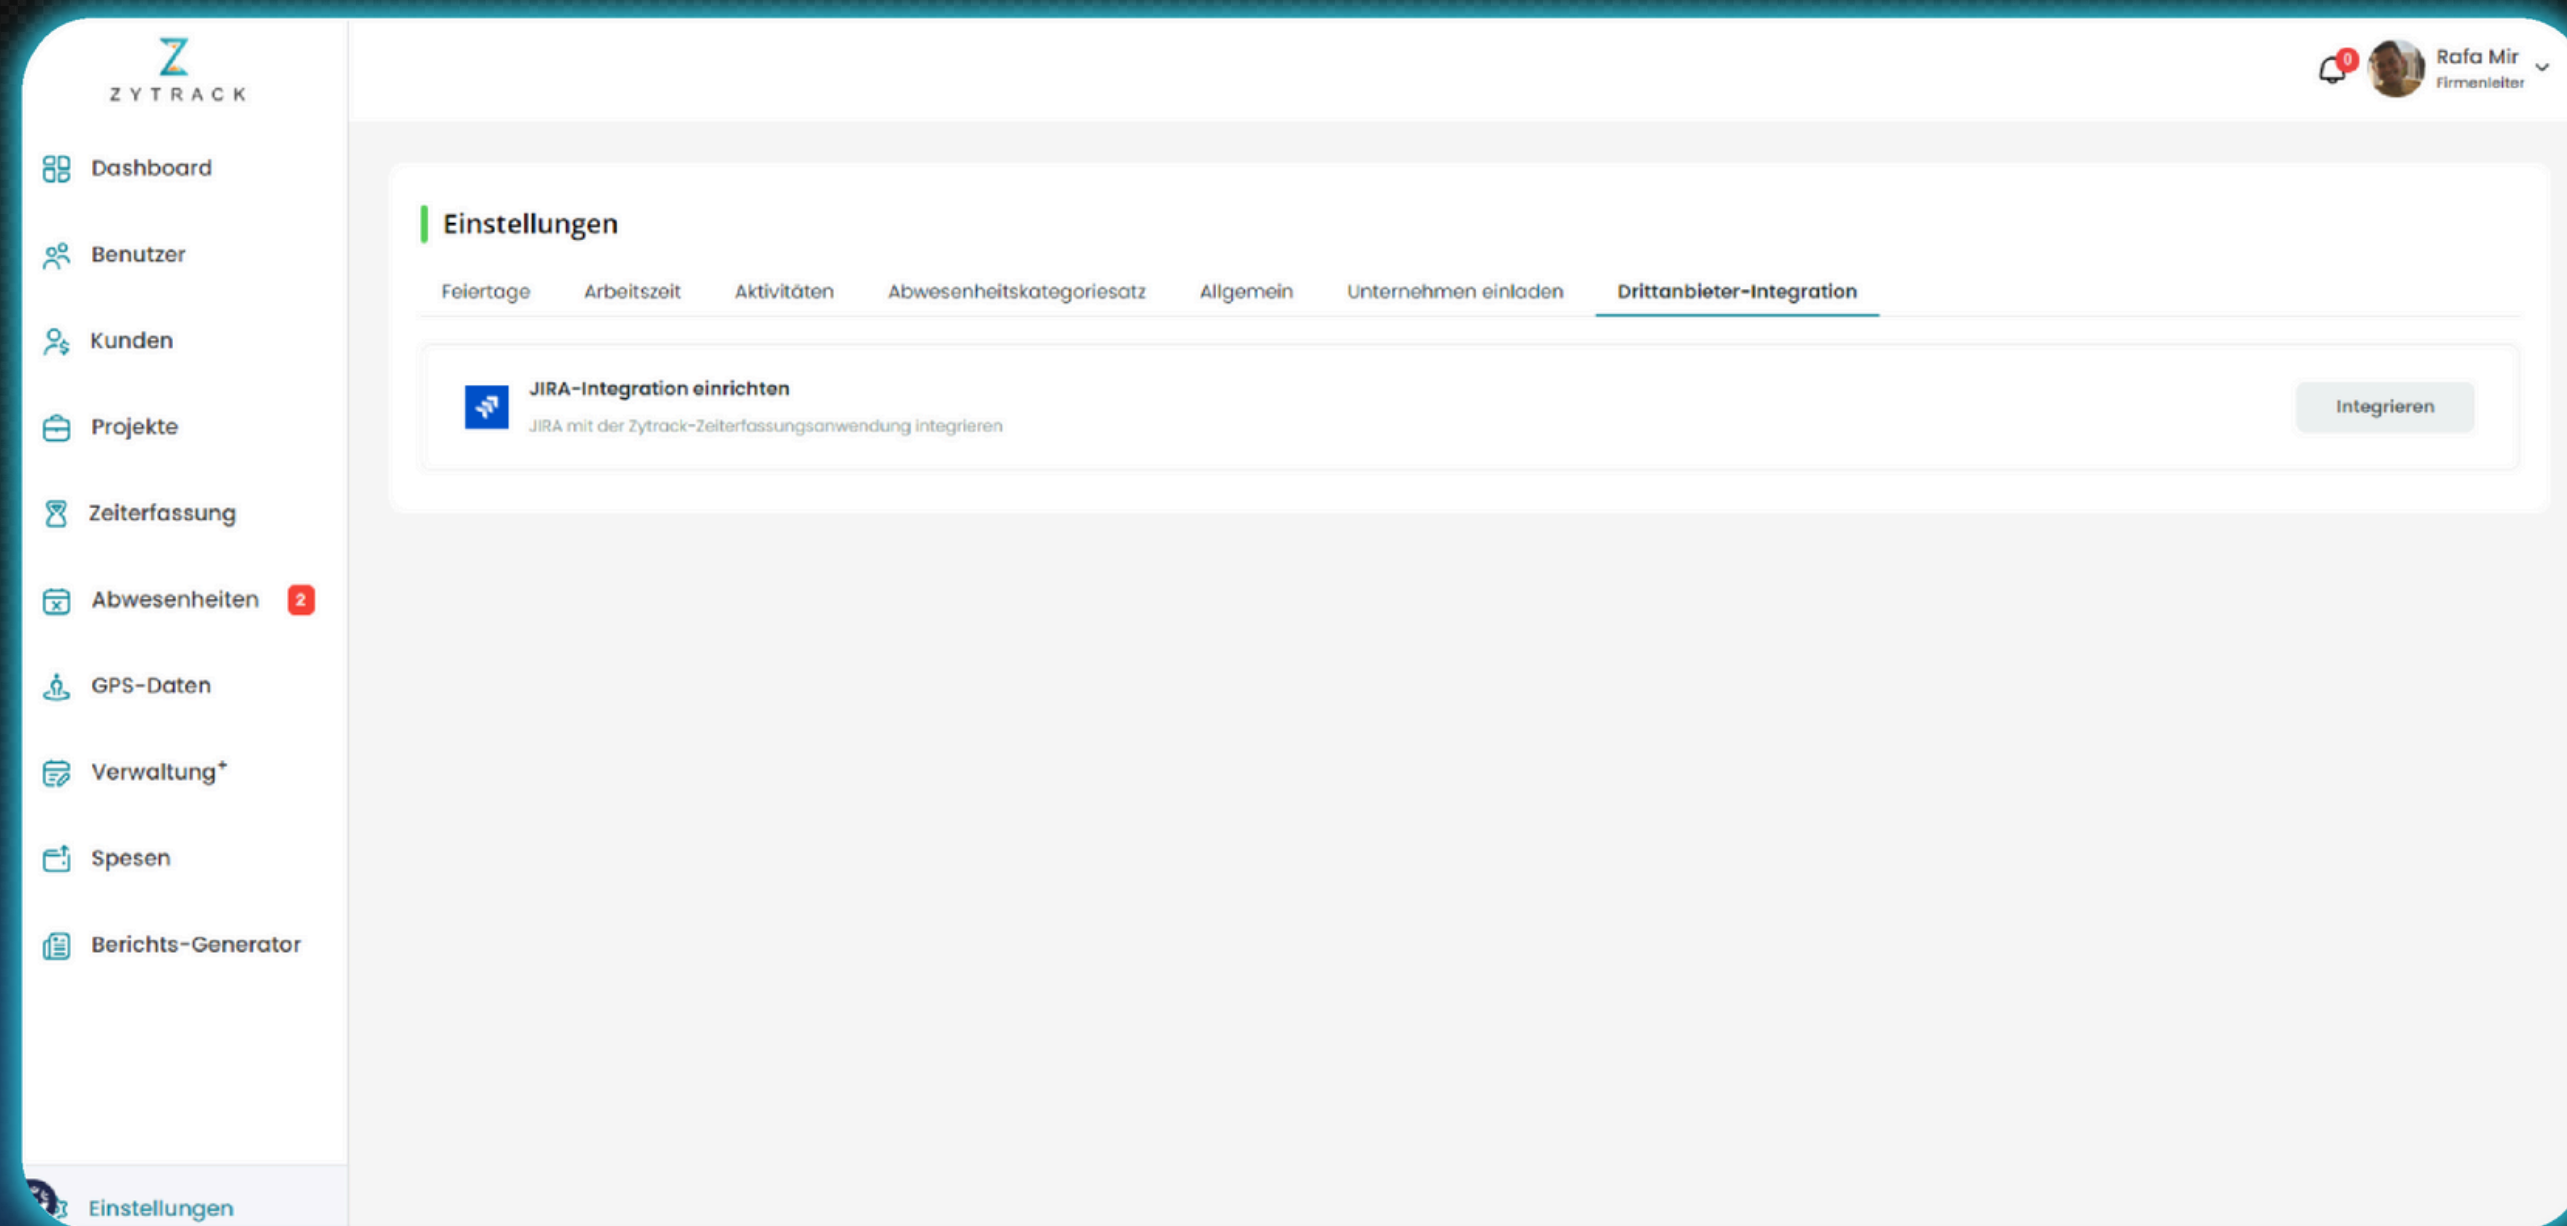 Z
ZYTRACK
0
Rafa Mir
Firmenleiter
Dashboard
Benutzer
Kunden
Projekte
Zeiterfassung
Abwesenheiten 2
GPS-Daten
Verwaltung+
Spesen
Berichts-Generator
Einstellungen
Einstellungen
Feiertage Arbeitszeit Aktivitäten Abwesenheitskategoriesatz Allgemein Unternehmen einladen Drittanbieter-Integration
JIRA-Integration einrichten
JIRA mit der Zytrack-Zeiterfassungsanwendung integrieren
Integrieren